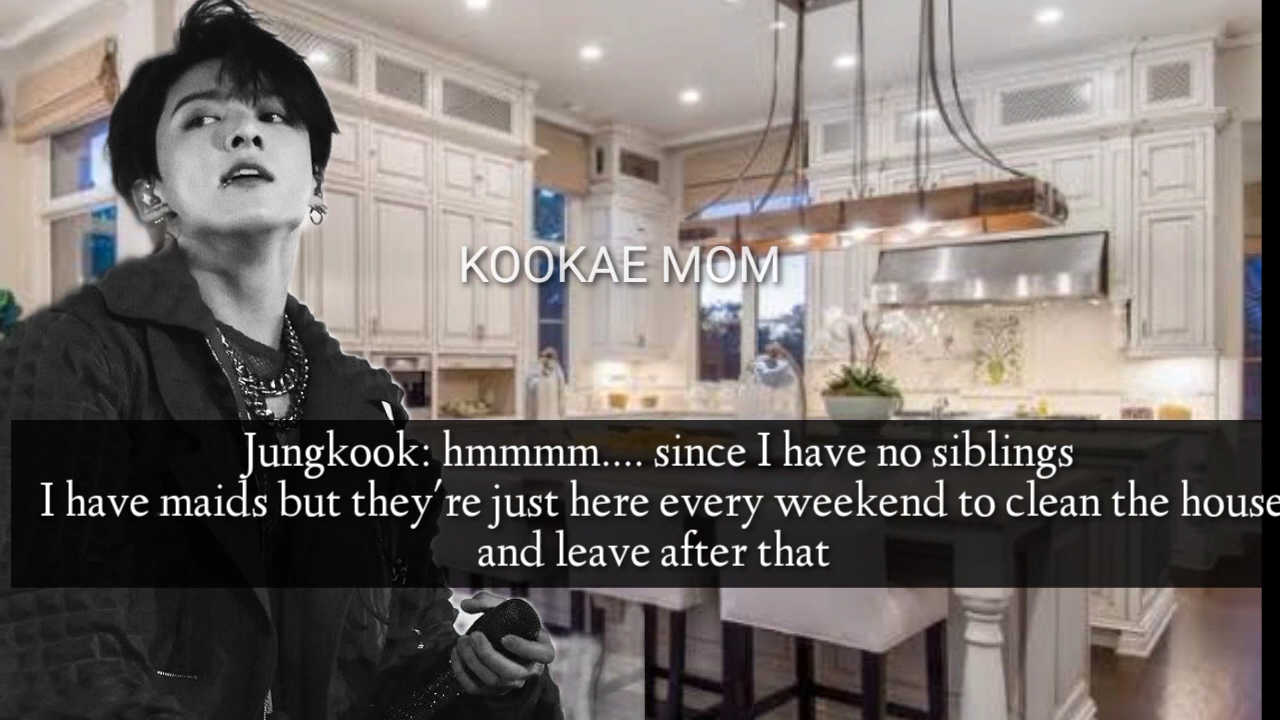 KOOKAE MOM
Jungkook: hmmmm.... since I have no siblings
I have maids but they're just here every weekend to clean the house
and leave after that